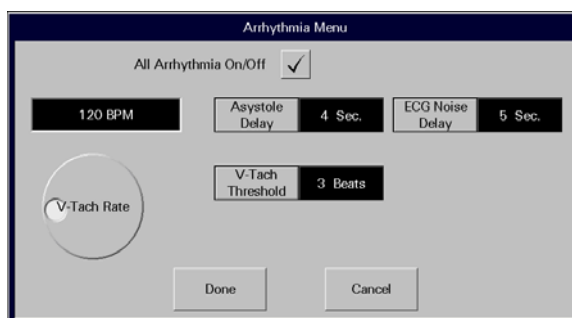 Arrhythmia Menu
All Arrhythmia On/Off
120 BPM
Asystole
Delay
4 Sec.
ECG Noise
Delay
5 Sec.
V-Tach Rate
V-Tach
Threshold
3 Beats
Done
Cancel